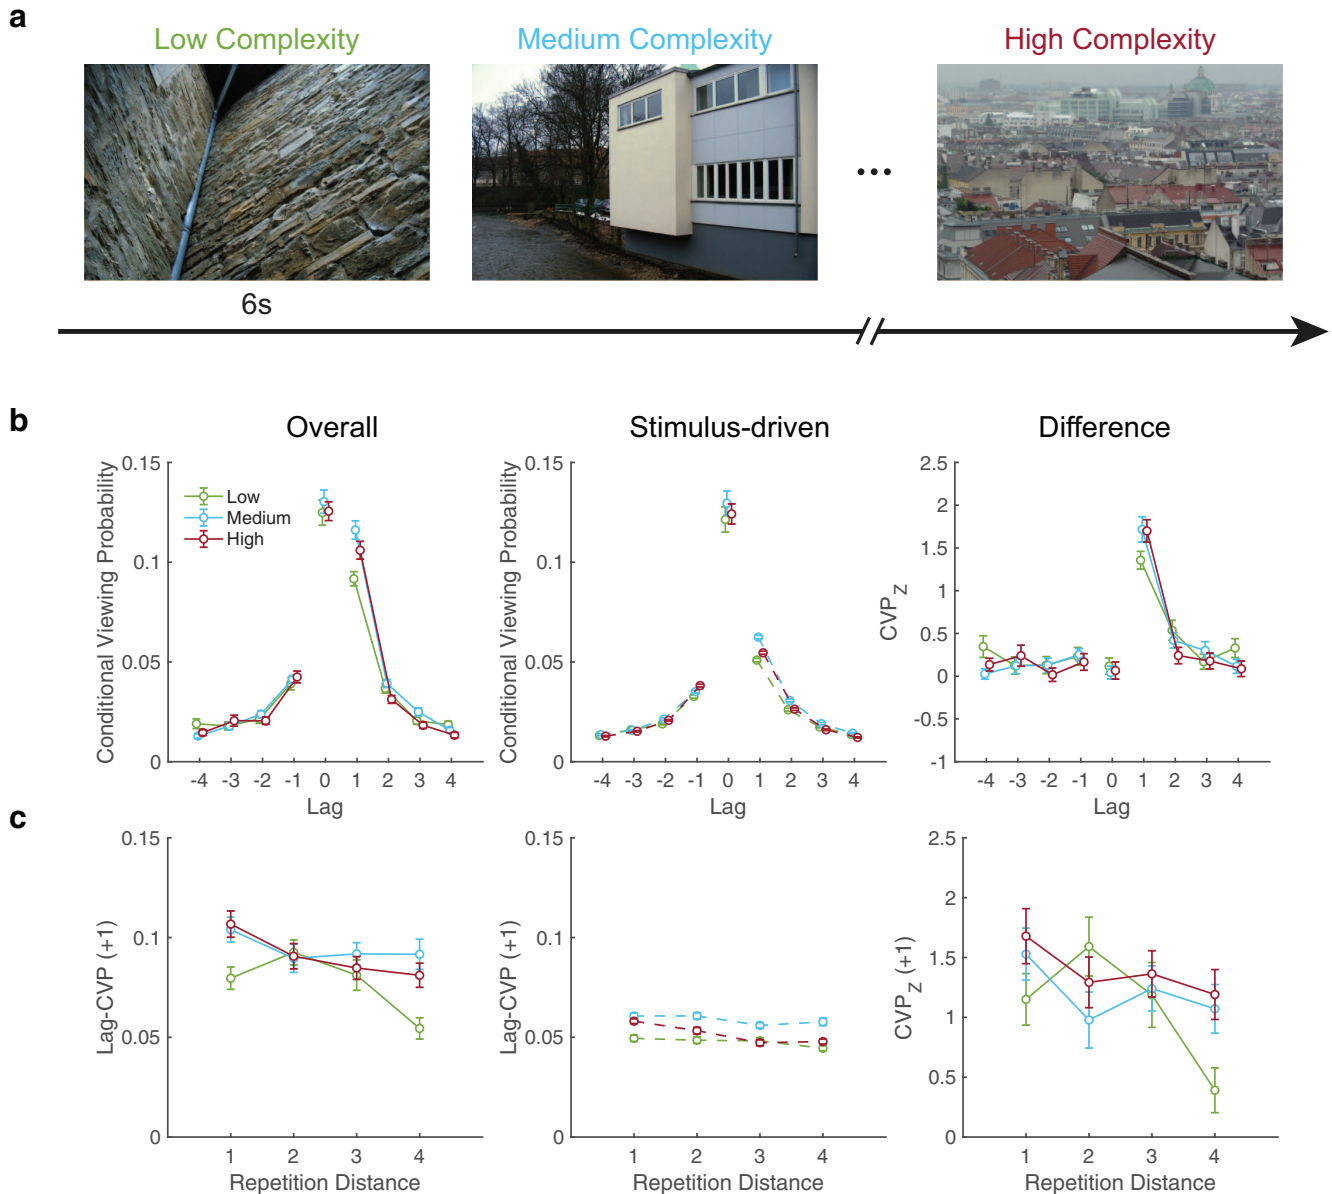 a
Low Complexity
Medium Complexity
High Complexity
...
6s
b
Overall
Stimulus-driven
Difference
Conditional Viewing Probability
0.15
0.1
0.05
0
Low
Medium
High
-4 -3 -2 -1 0 1 2 3 4
Lag
Conditional Viewing Probability
0.15
0.1
0.05
0
-4 -3 -2 -1 0 1 2 3 4
Lag
CVPZ
2.5
2
1.5
1
0.5
0
-0.5
-1
-4 -3 -2 -1 0 1 2 3 4
Lag
c
Lag-CVP (+1)
0.15
0.1
0.05
0
1 2 3 4
Repetition Distance
Lag-CVP (+1)
0.15
0.1
0.05
0
1 2 3 4
Repetition Distance
CVPZ (+1)
2.5
2
1.5
1
0.5
0
1 2 3 4
Repetition Distance